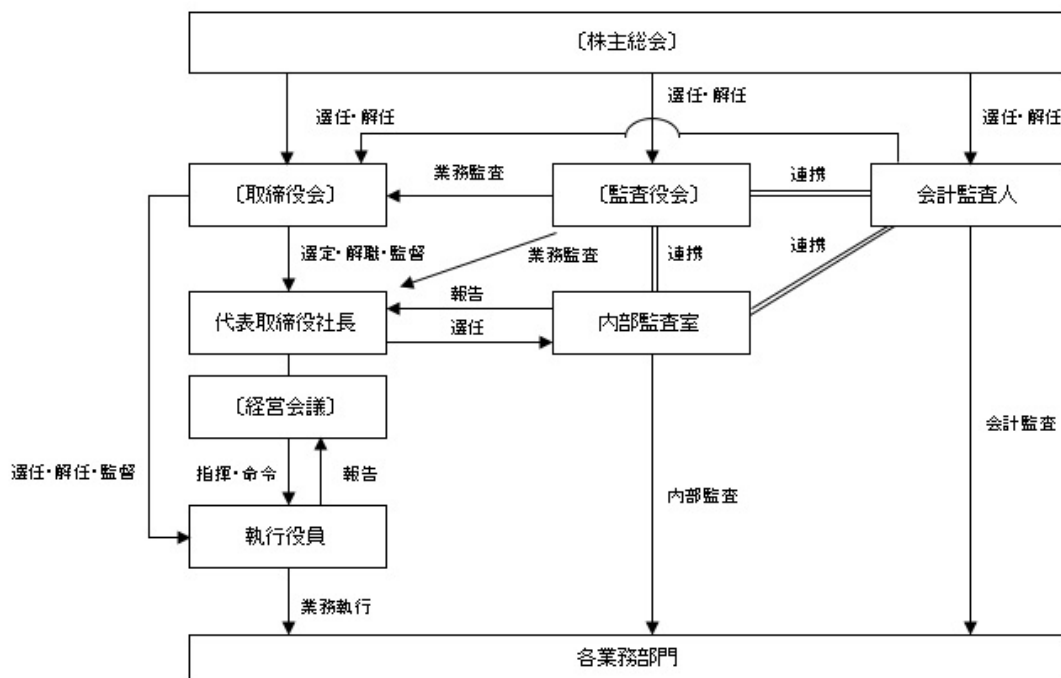 〔株主総会〕
選任・解任
選任・解任
選任・解任
業務監査
連携
〔取締役会〕
〔監査役会〕
会計監査人
選定・解職・監督
業務監査
連携
連携
報告
代表取締役社長
内部監査室
選任
〔経営会議〕
会計監査
選任・解任・監督
指揮・命令
報告
内部監査
執行役員
業務執行
各業務部門